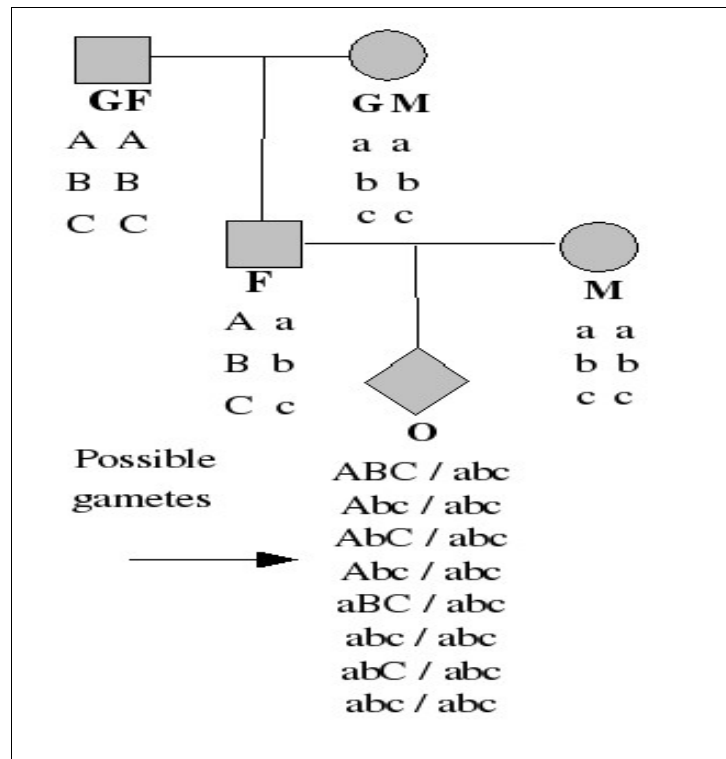 GF GM
A A a a
B B b b
C C c c
F M
A a a a
B b b b
C c c c
O
Possible
gametes
ABC / abc
Abc / abc
AbC / abc
Abc / abc
aBC / abc
abc / abc
abC / abc
abc / abc